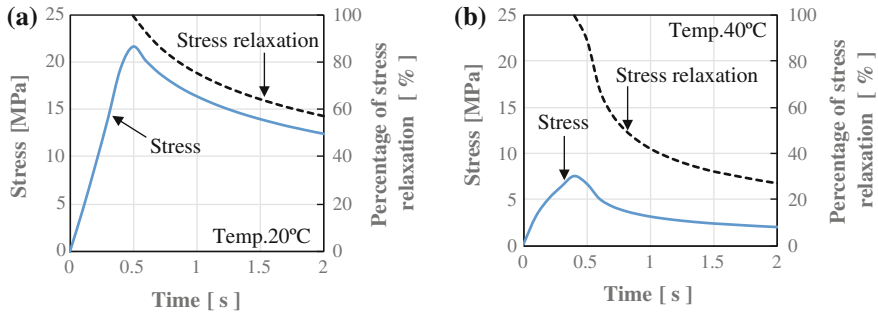 (a)
Stress [MPa]
25
20
15
10
5
0
Stress relaxation
Stress
Temp.20ºC
100
80
60
40
20
0
Percentage of stress
relaxation [ % ]
0
0.5
1
1.5
2
Time [ s ]
(b)
Stress [MPa]
25
20
15
10
5
0
Temp.40ºC
Stress relaxation
Stress
100
80
60
40
20
0
Percentage of stress
relaxation [ % ]
0
0.5
1
1.5
2
Time [ s ]